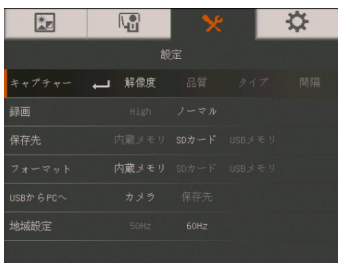 設定
キャプチャー 解像度 品質 タイプ 間隔
録画 High ノーマル
保存先 内蔵メモリ SDカード USBメモリ
フォーマット 内蔵メモリ SDカード USBメモリ
USBからPCへ カメラ 保存先
地域設定 50Hz 60Hz